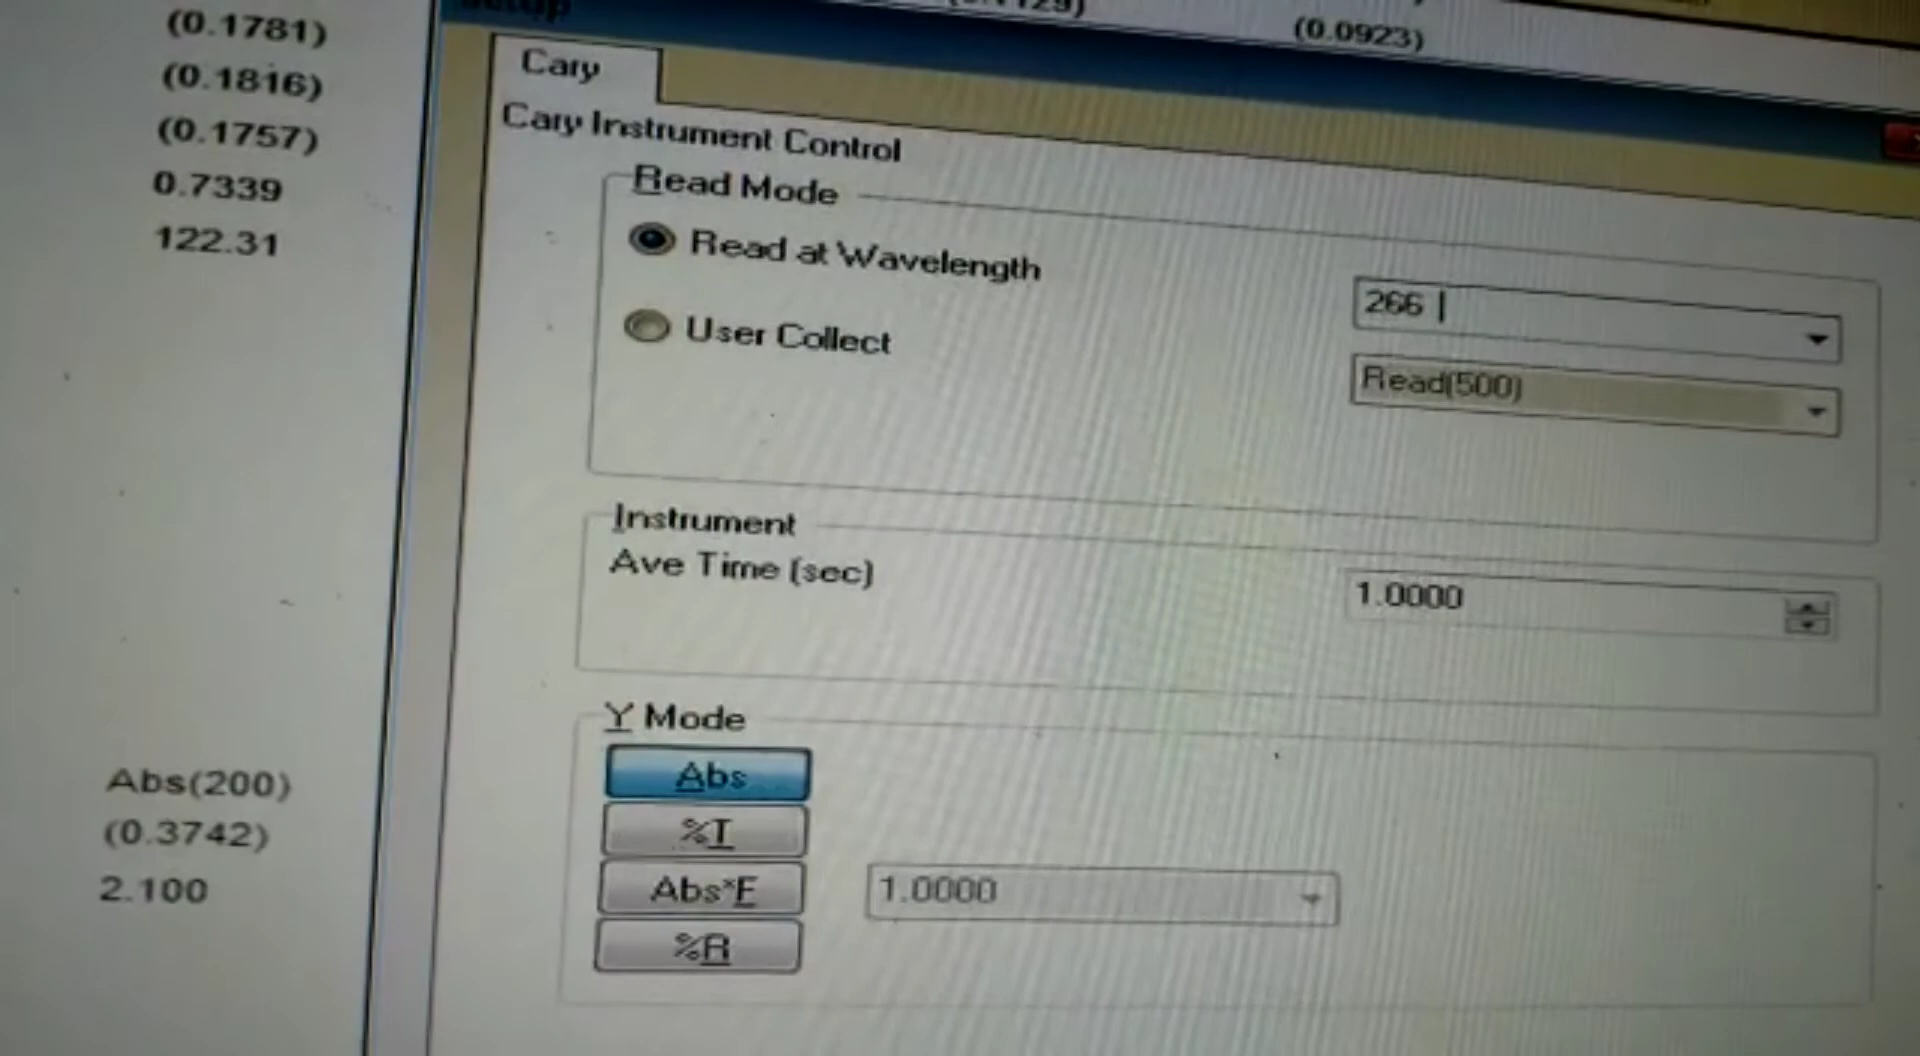 (0.1781)
(0.1816)
(0.1757)
0.7339
122.31
Abs(200)
(0.3742)
2.100
(0.0923)
Setup
Cary
Cary Instrument Control
Read Mode
Read at Wavelength
266
User Collect
Read(500)
Instrument
Ave Time (sec)
1.0000
Y Mode
Abs
%T
Abs*F
1.0000
%R